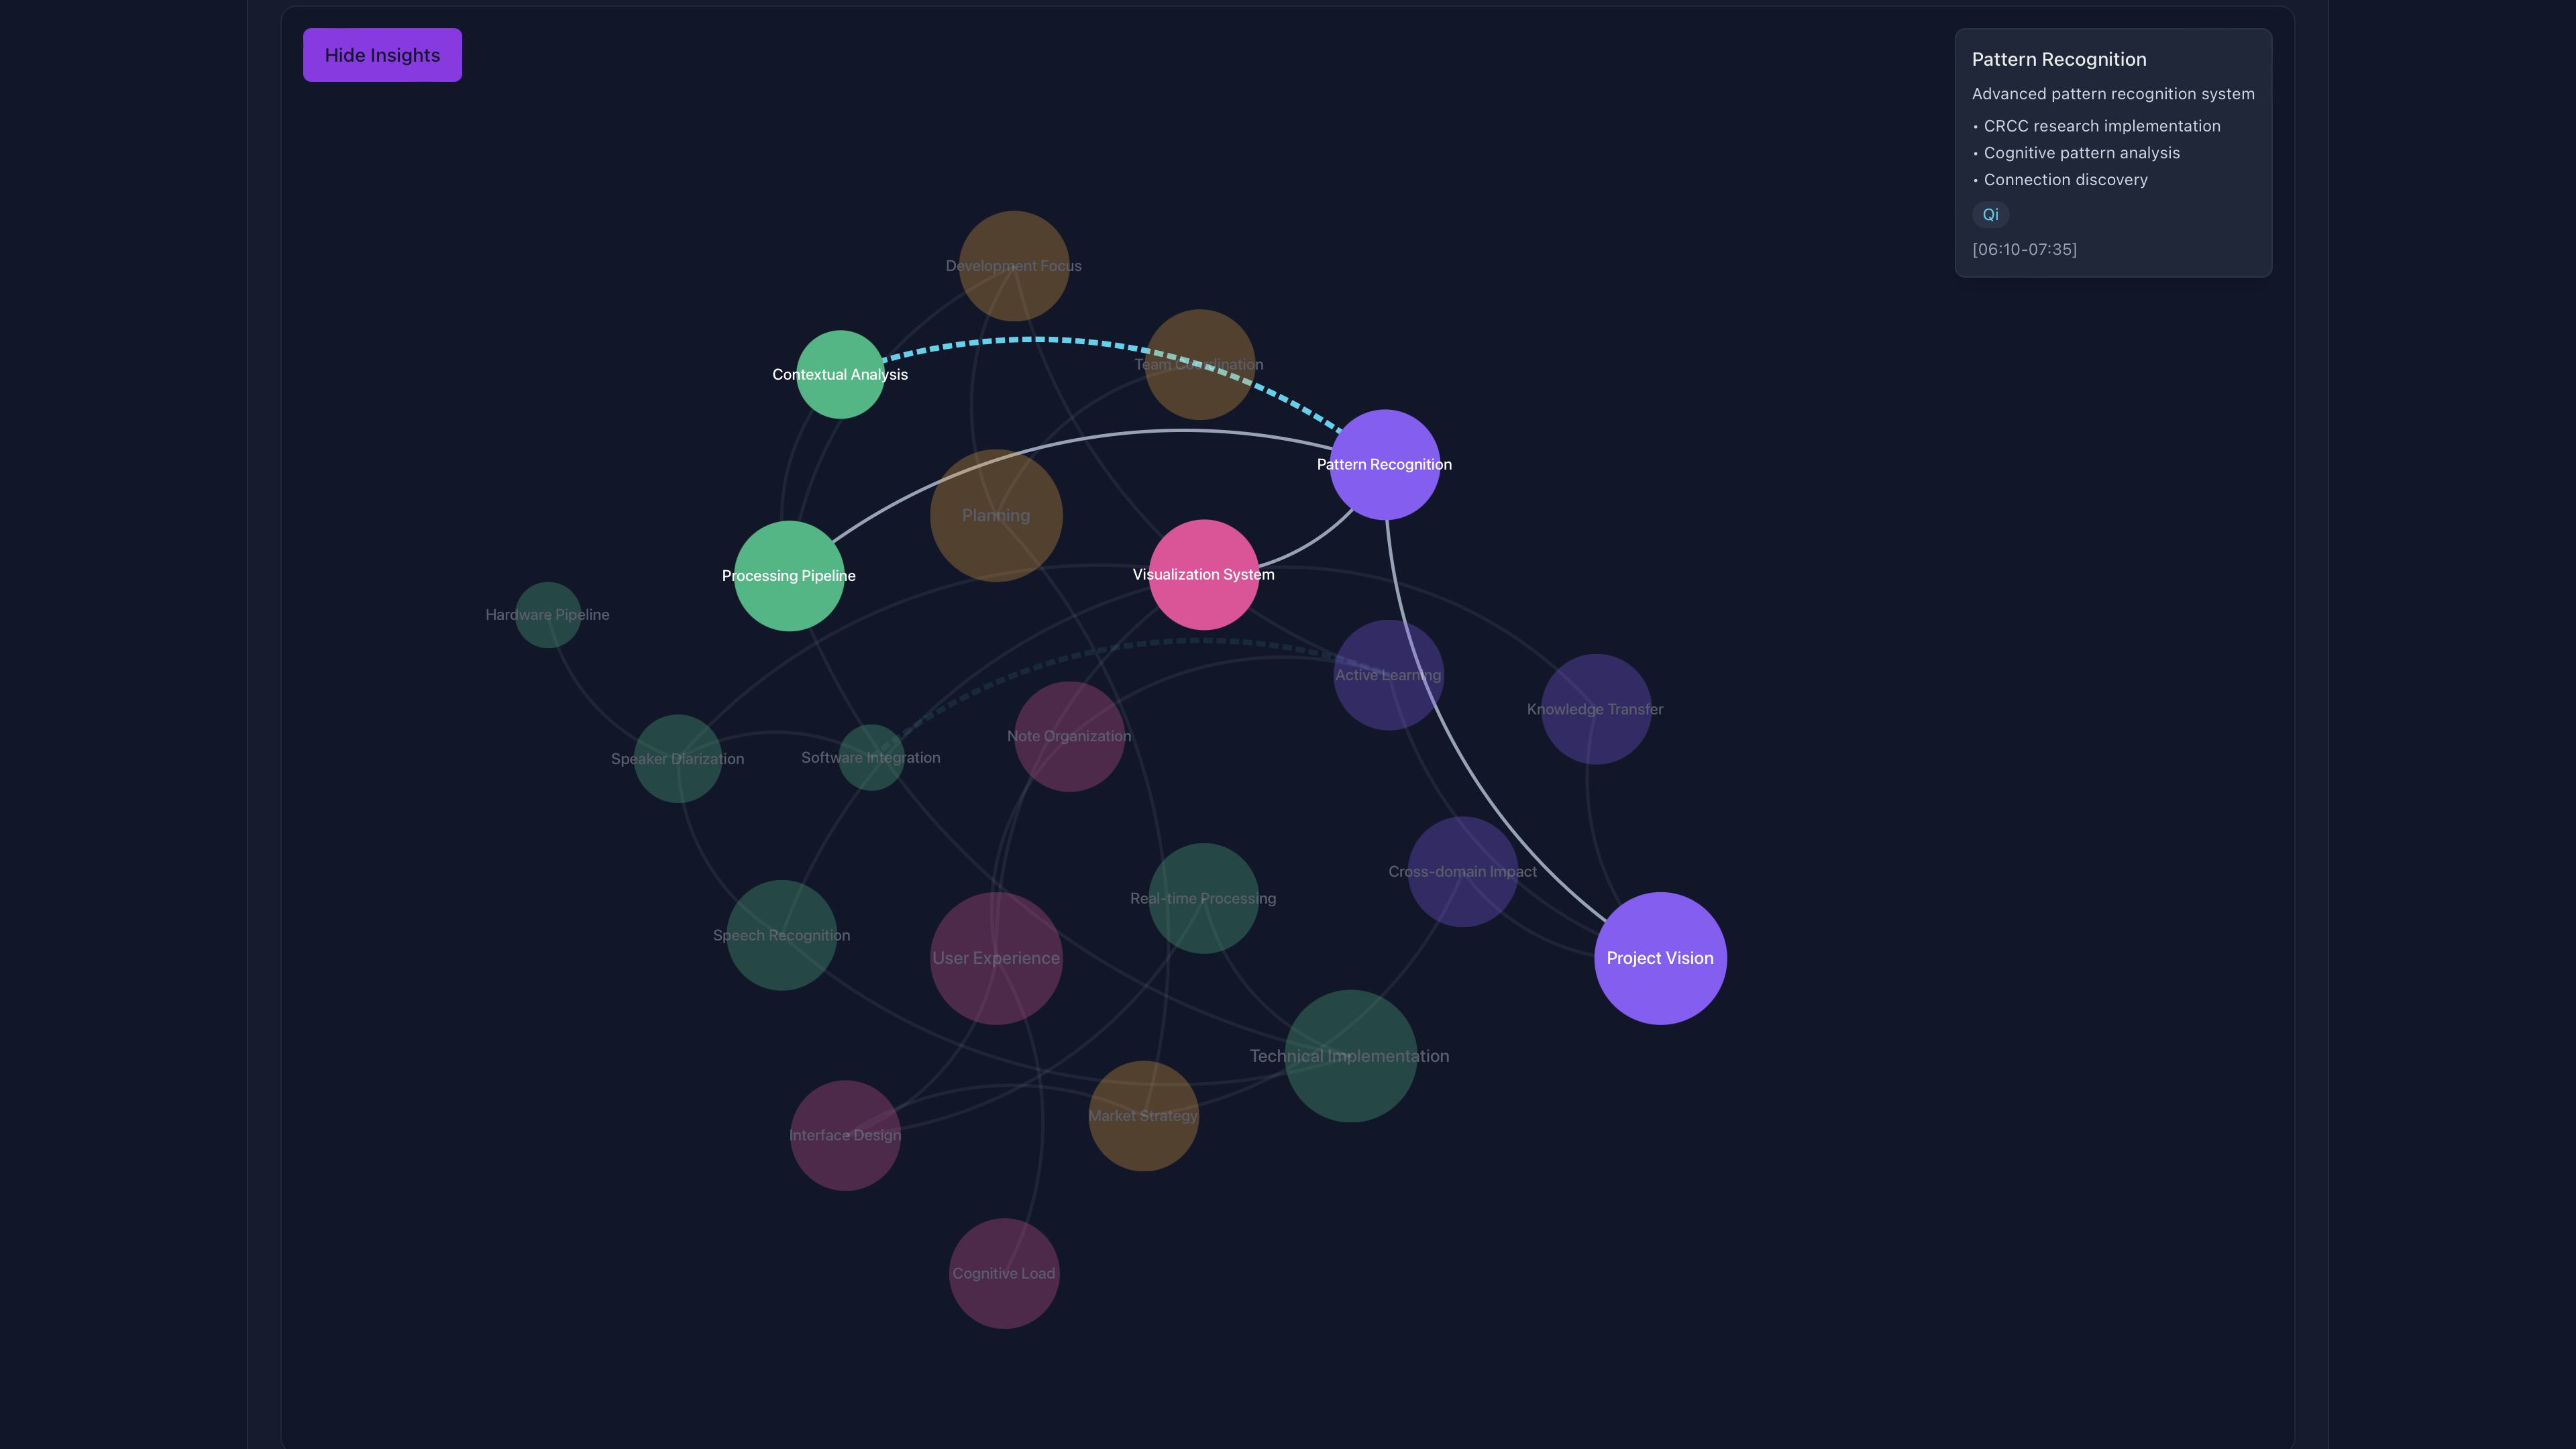 Hide Insights
Pattern Recognition
Advanced pattern recognition system
• CRCC research implementation
• Cognitive pattern analysis
• Connection discovery
Qi
[06:10-07:35]
Development Focus
Team Coordination
Contextual Analysis
Pattern Recognition
Planning
Processing Pipeline
Visualization System
Hardware Pipeline
Active Learning
Knowledge Transfer
Note Organization
Speaker Diarization
Software Integration
Cross-domain Impact
Real-time Processing
Speech Recognition
User Experience
Project Vision
Technical Implementation
Market Strategy
Interface Design
Cognitive Load